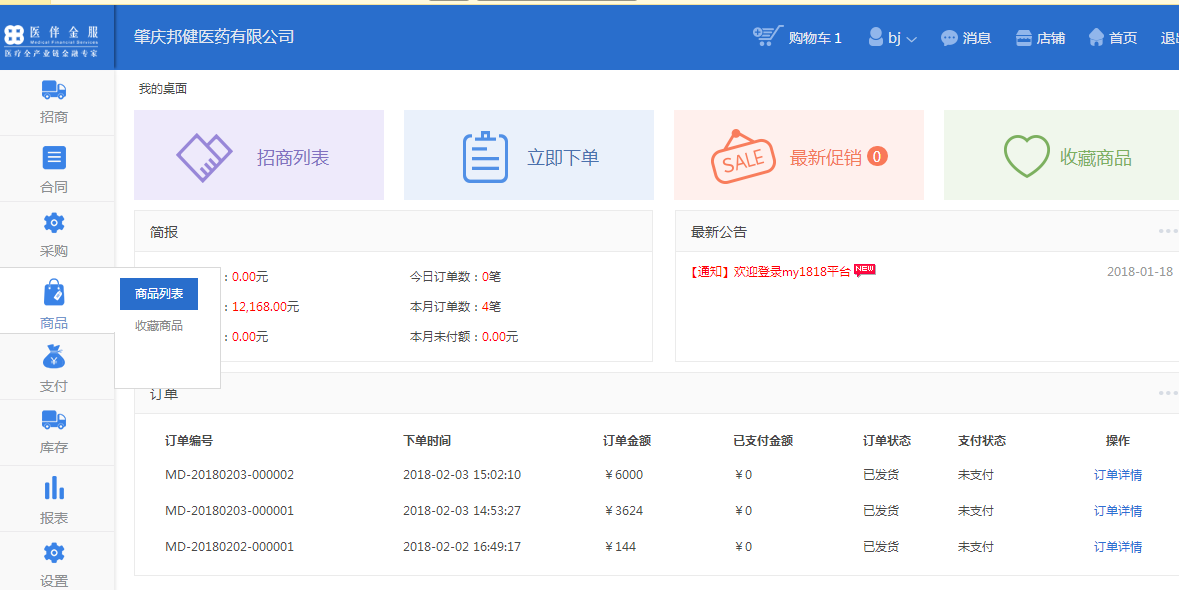 医伴金服
Medical Financial Services
医疗全产业链金融专家
肇庆邦健医药有限公司
购物车 1
bj
消息
店铺
首页
招商
合同
采购
商品
支付
库存
报表
设置
商品列表
收藏商品
我的桌面
招商列表
立即下单
SALE
最新促销 0
收藏商品
简报
：0.00元
今日订单数：0笔
：12,168.00元
本月订单数：4笔
：0.00元
本月未付额：0.00元
最新公告
【通知】欢迎登录my1818平台 NEW 2018-01-18
订单
订单编号 下单时间 订单金额 已支付金额 订单状态 支付状态 操作
MD-20180203-000002 2018-02-03 15:02:10 ￥6000 ￥0 已发货 未支付 订单详情
MD-20180203-000001 2018-02-03 14:53:27 ￥3624 ￥0 已发货 未支付 订单详情
MD-20180202-000001 2018-02-02 16:49:17 ￥144 ￥0 已发货 未支付 订单详情